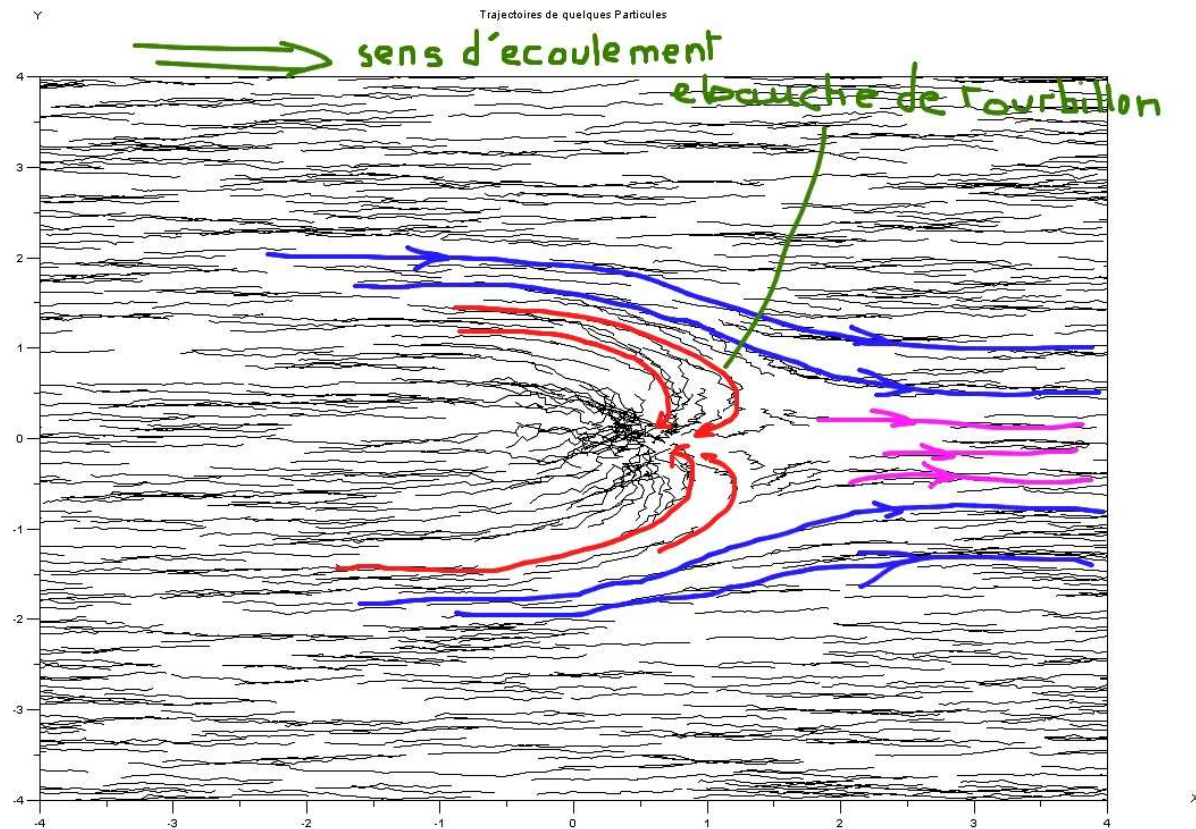 Y
Trajectoires de quelques Particules
sens d'ecoulement
ebauche de tourbillon
4
3
2
1
0
-1
-2
-3
-4
-4 -3 -2 -1 0 1 2 3 4
X